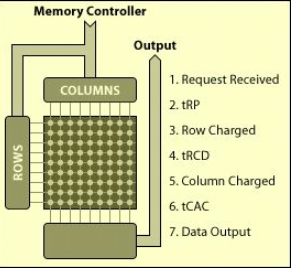 Memory Controller
Output
COLUMNS
ROWS
1. Request Received
2. tRP
3. Row Charged
4. tRCD
5. Column Charged
6. tCAC
7. Data Output